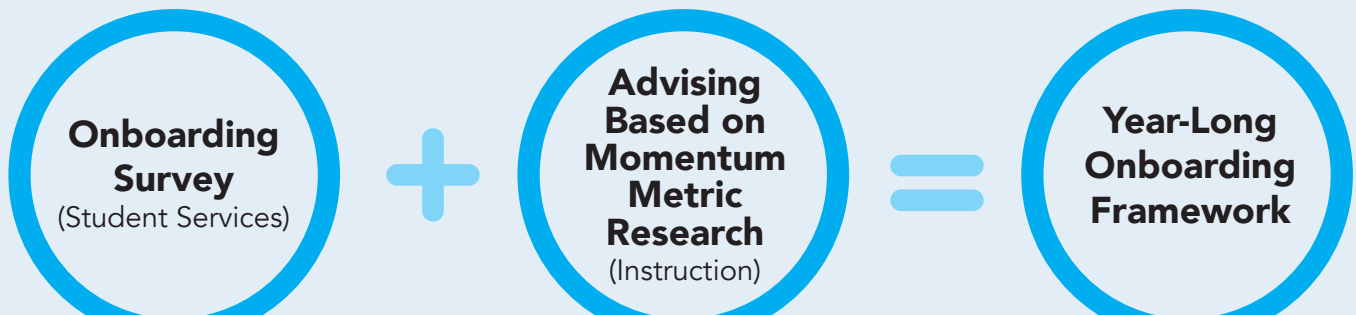 Onboarding
Survey
(Student Services)
Advising
Based on
Momentum
Metric
Research
(Instruction)
Year-Long
Onboarding
Framework